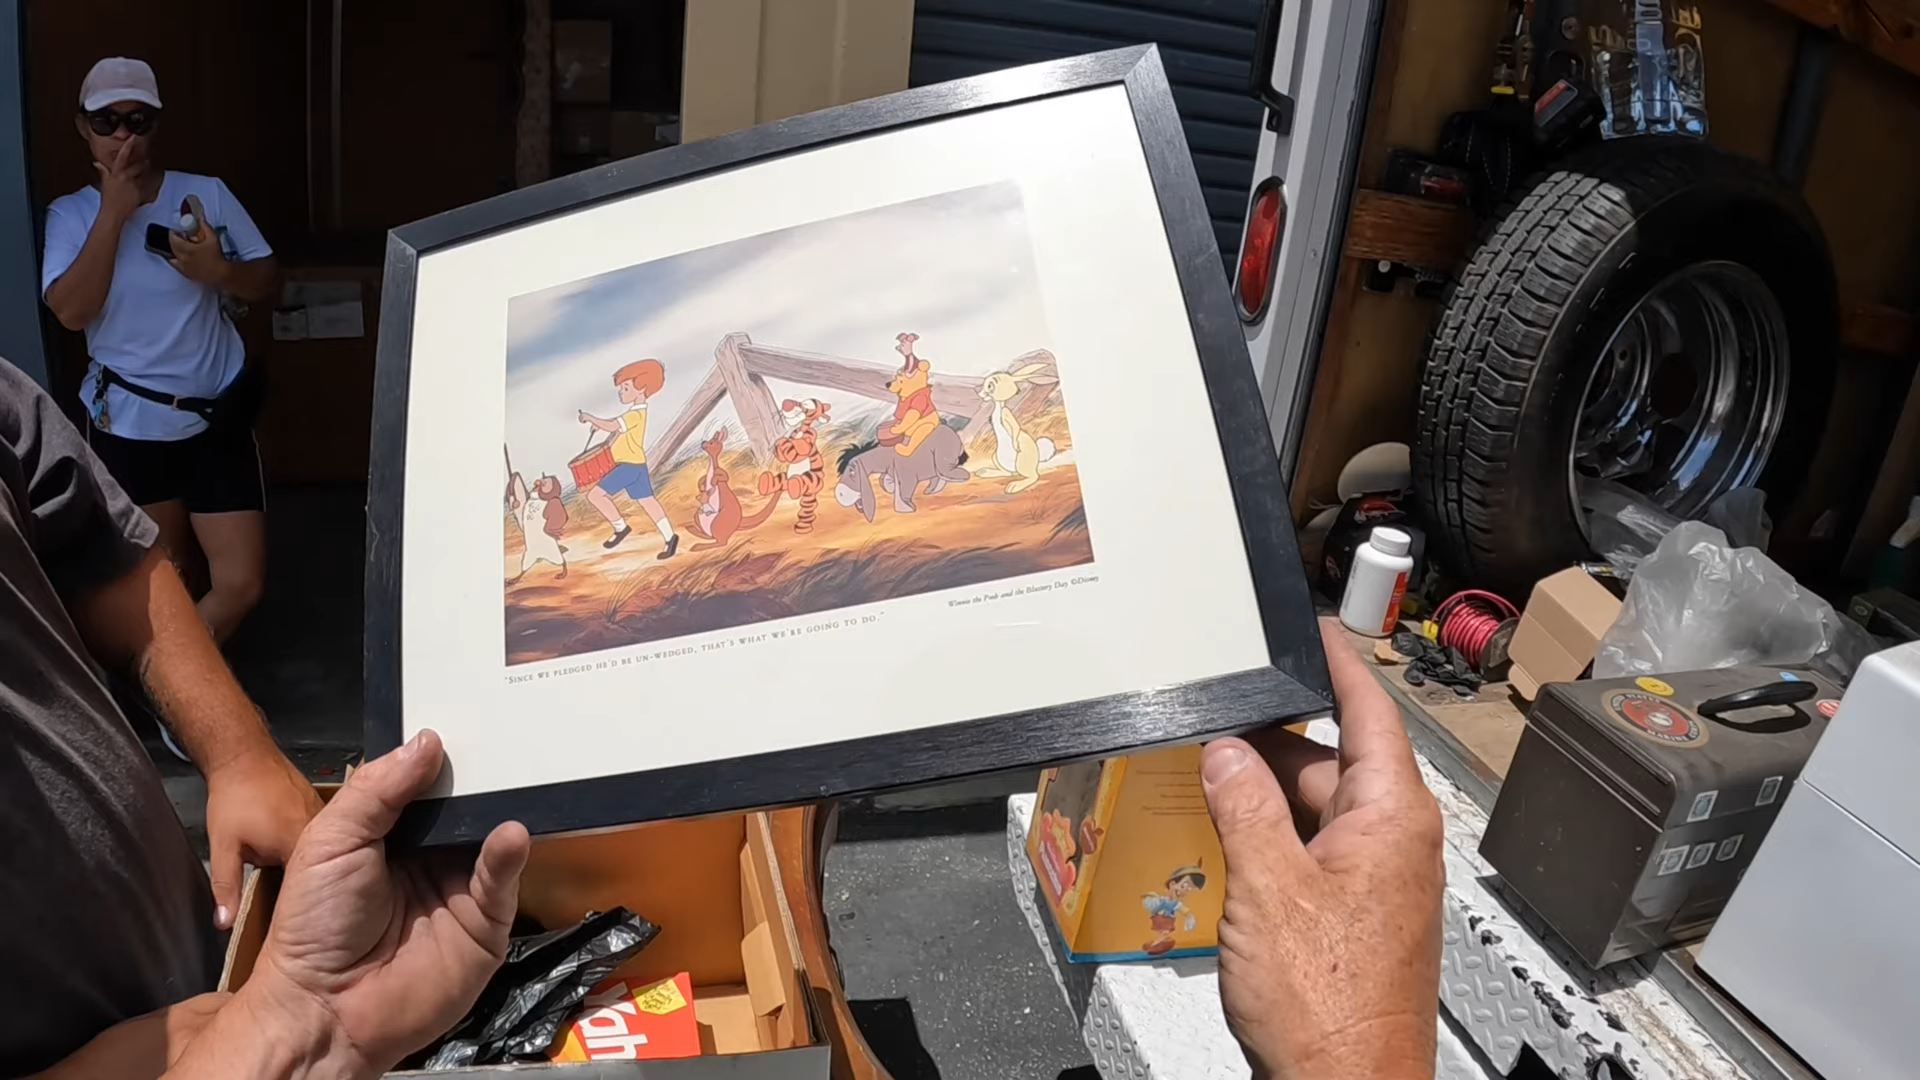 "SINCE WE PLEDGED HE'D BE UN-WEDGED, THAT'S WHAT WE'RE GOING TO DO."
Winnie the Pooh and the Blustery Day ©Disney
Yah